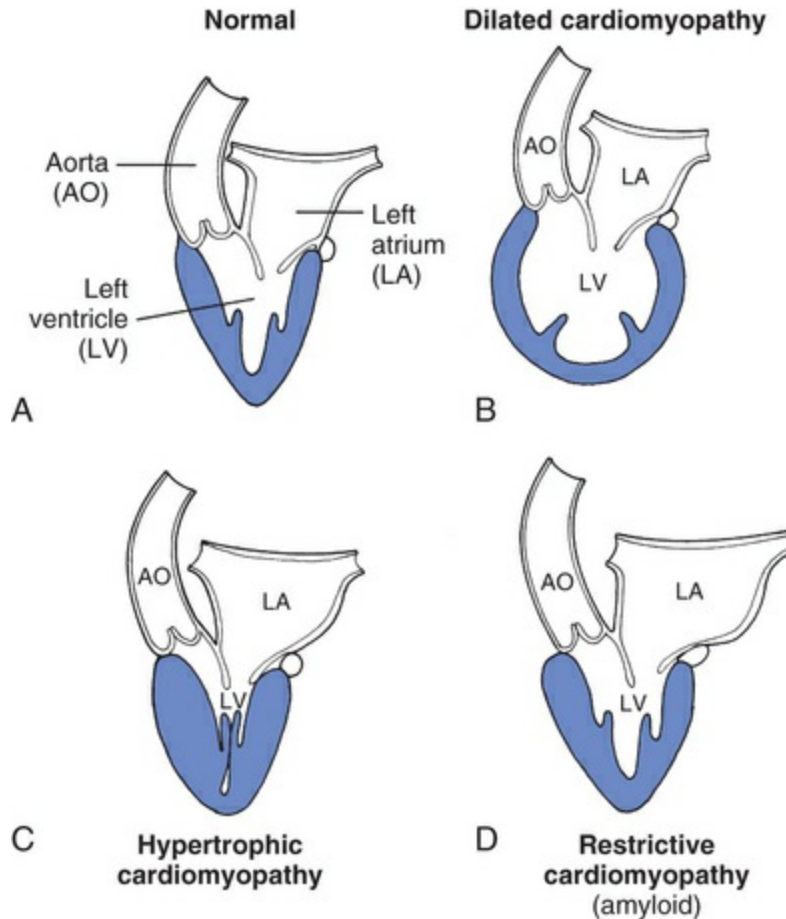 Normal
Aorta
(AO)
Left
atrium
(LA)
Left
ventricle
(LV)
A
Dilated cardiomyopathy
AO
LA
LV
B
AO
LA
LV
C
Hypertrophic
cardiomyopathy
AO
LA
LV
D
Restrictive
cardiomyopathy
(amyloid)